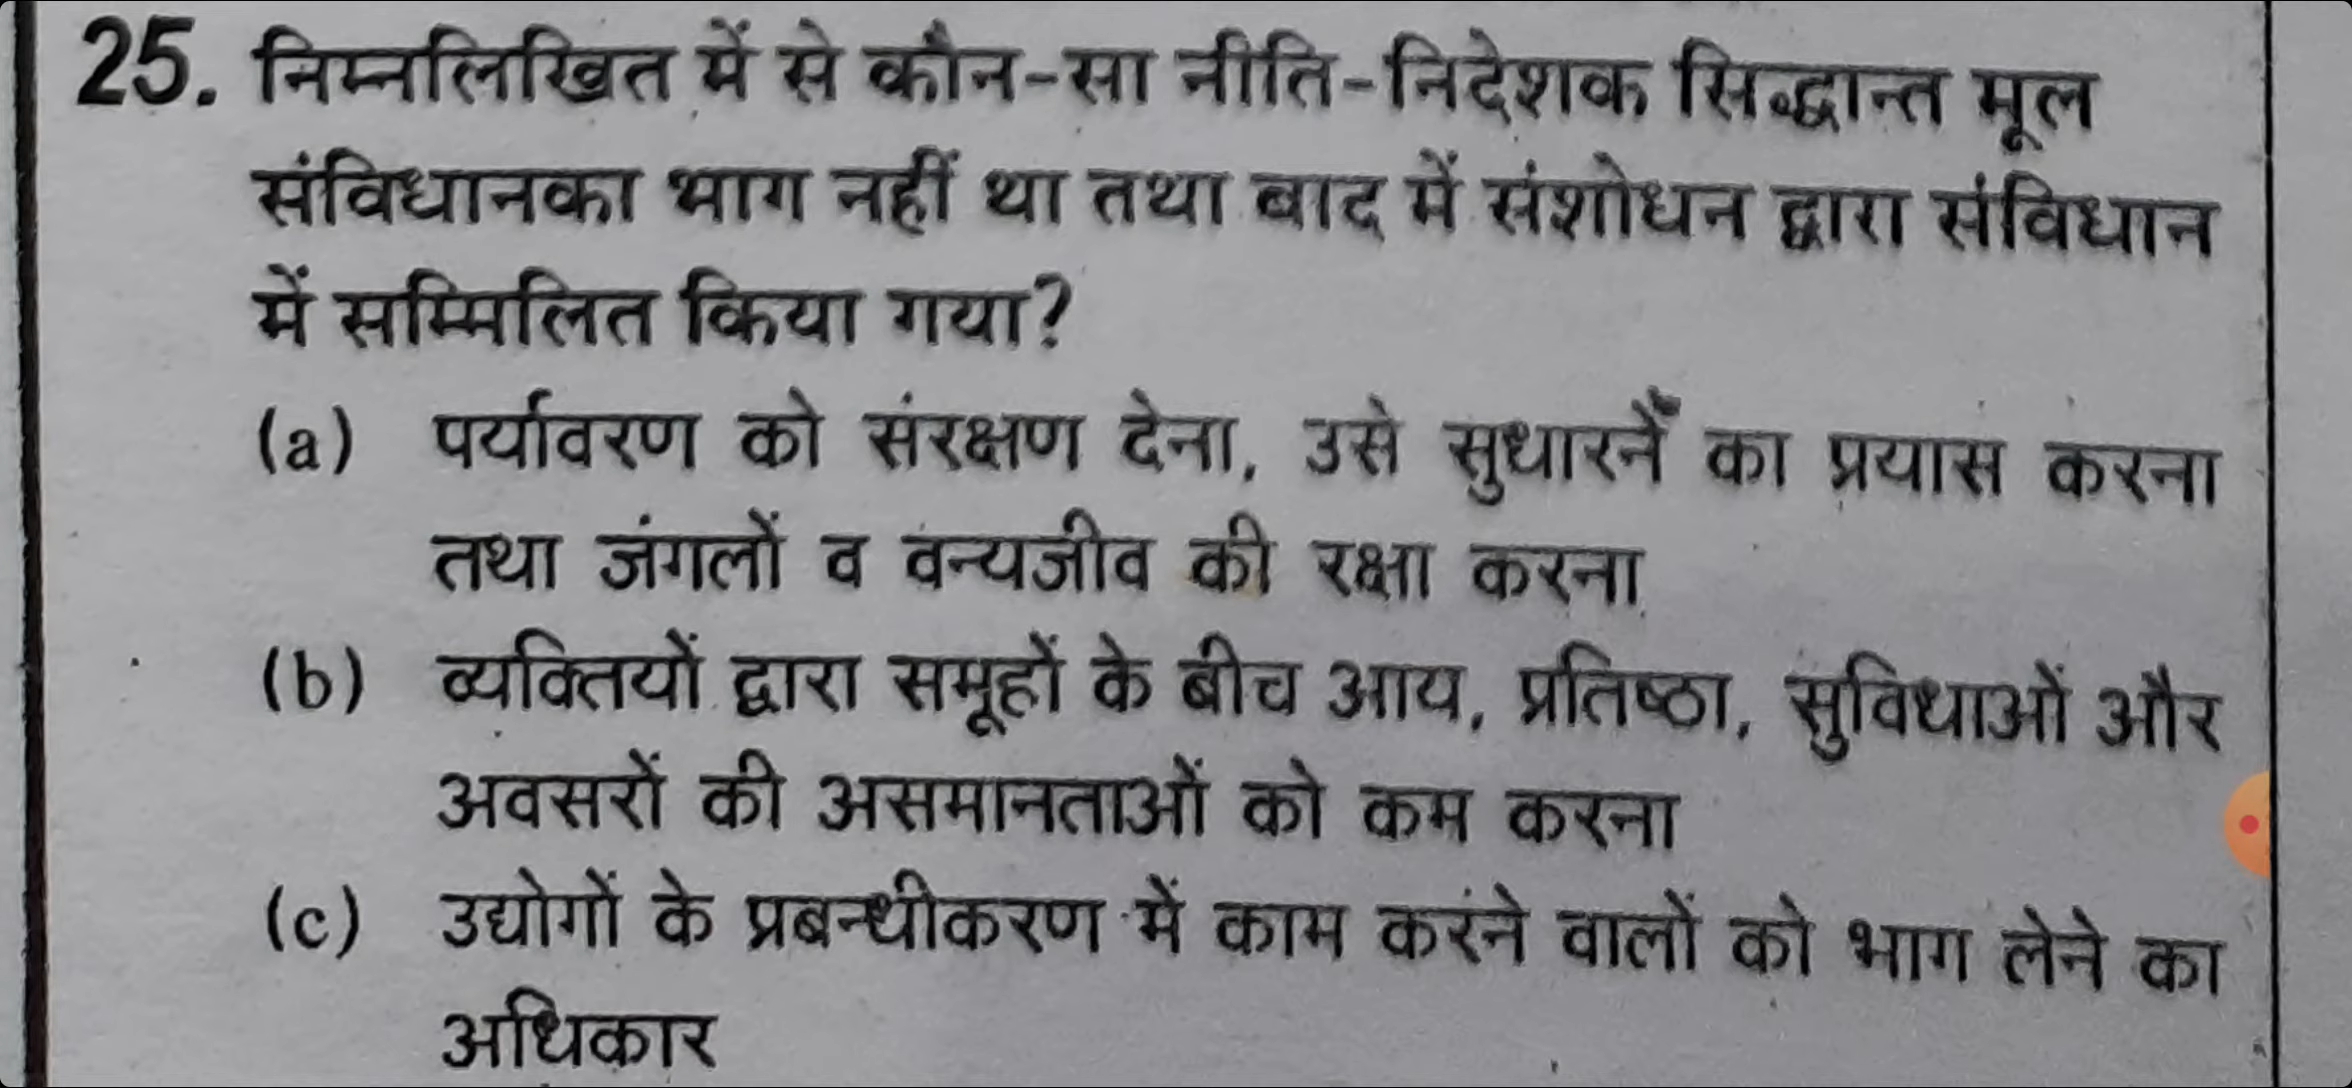 25. निम्नलिखित में से कौन-सा नीति-निदेशक सिद्धान्त मूल
संविधानका भाग नहीं था तथा बाद में संशोधन द्वारा संविधान
में सम्मिलित किया गया?
(a) पर्यावरण को संरक्षण देना, उसे सुधारनें का प्रयास करना
तथा जंगलों व वन्यजीव की रक्षा करना
(b) व्यक्तियों द्वारा समूहों के बीच आय, प्रतिष्ठा, सुविधाओं और
अवसरों की असमानताओं को कम करना
(c) उद्योगों के प्रबन्धीकरण में काम करने वालों को भाग लेने का
अधिकार